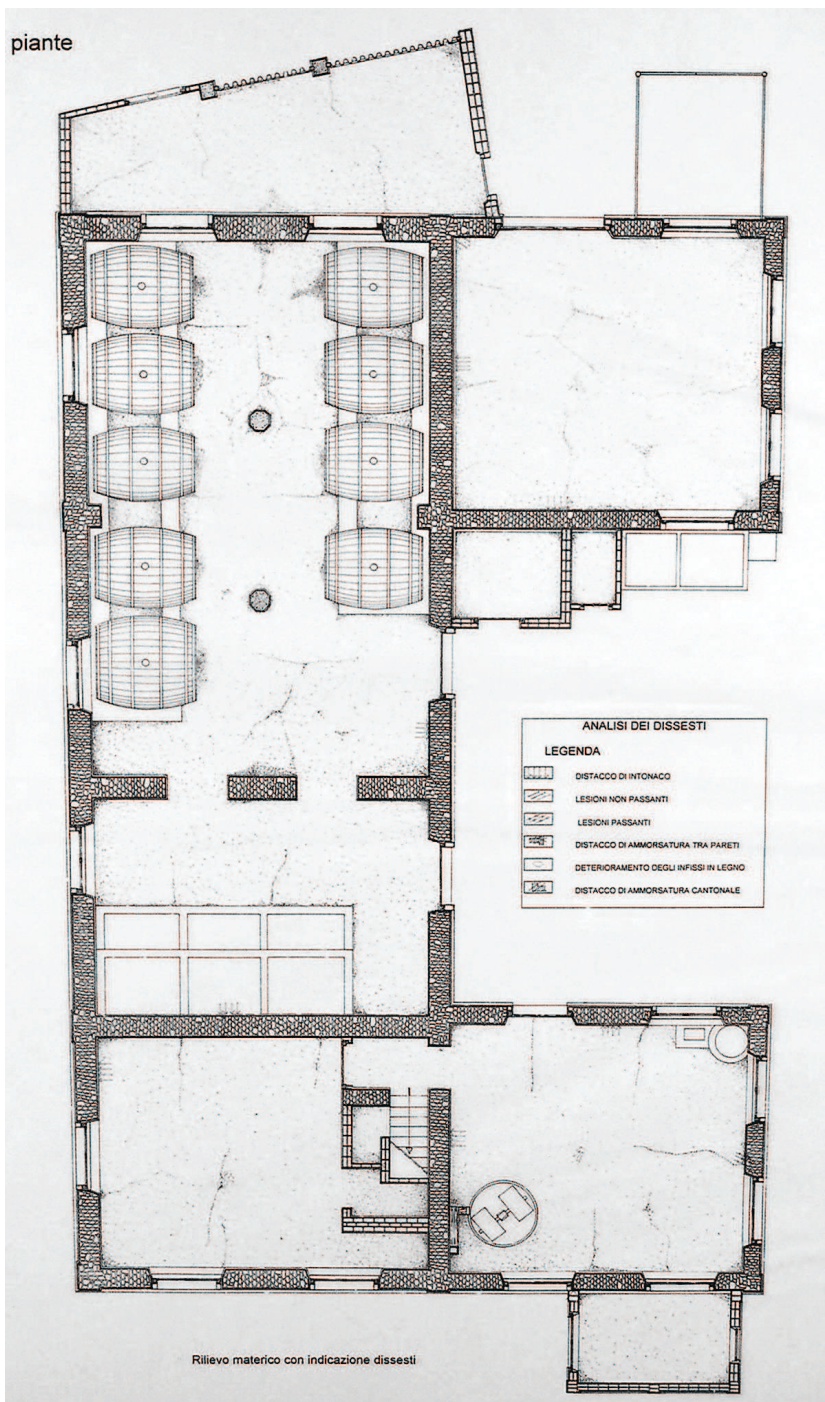 piante
ANALISI DEI DISSESTI
LEGENDA
DISTACCO DI INTONACO
LESIONI NON PASSANTI
LESIONI PASSANTI
DISTACCO DI AMMORSATURA TRA PARETI
DETERIORAMENTO DEGLI INFISSI IN LEGNO
DISTACCO DI AMMORSATURA CANTONALE
Rilievo materico con indicazione dissesti